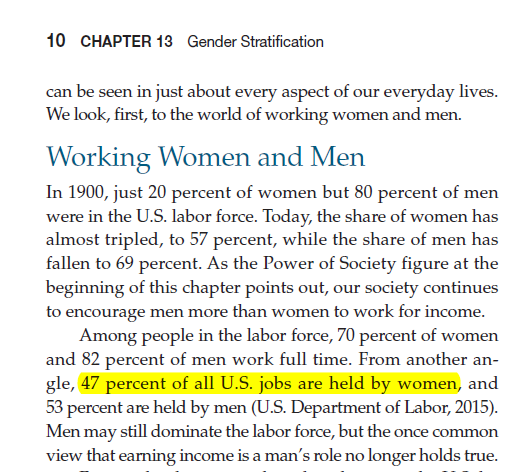 10 CHAPTER 13 Gender Stratification
can be seen in just about every aspect of our everyday lives.
We look, first, to the world of working women and men.
Working Women and Men
In 1900, just 20 percent of women but 80 percent of men
were in the U.S. labor force. Today, the share of women has
almost tripled, to 57 percent, while the share of men has
fallen to 69 percent. As the Power of Society figure at the
beginning of this chapter points out, our society continues
to encourage men more than women to work for income.
Among people in the labor force, 70 percent of women
and 82 percent of men work full time. From another an-
gle, 47 percent of all U.S. jobs are held by women, and
53 percent are held by men (U.S. Department of Labor, 2015).
Men may still dominate the labor force, but the once common
view that earning income is a man's role no longer holds true.